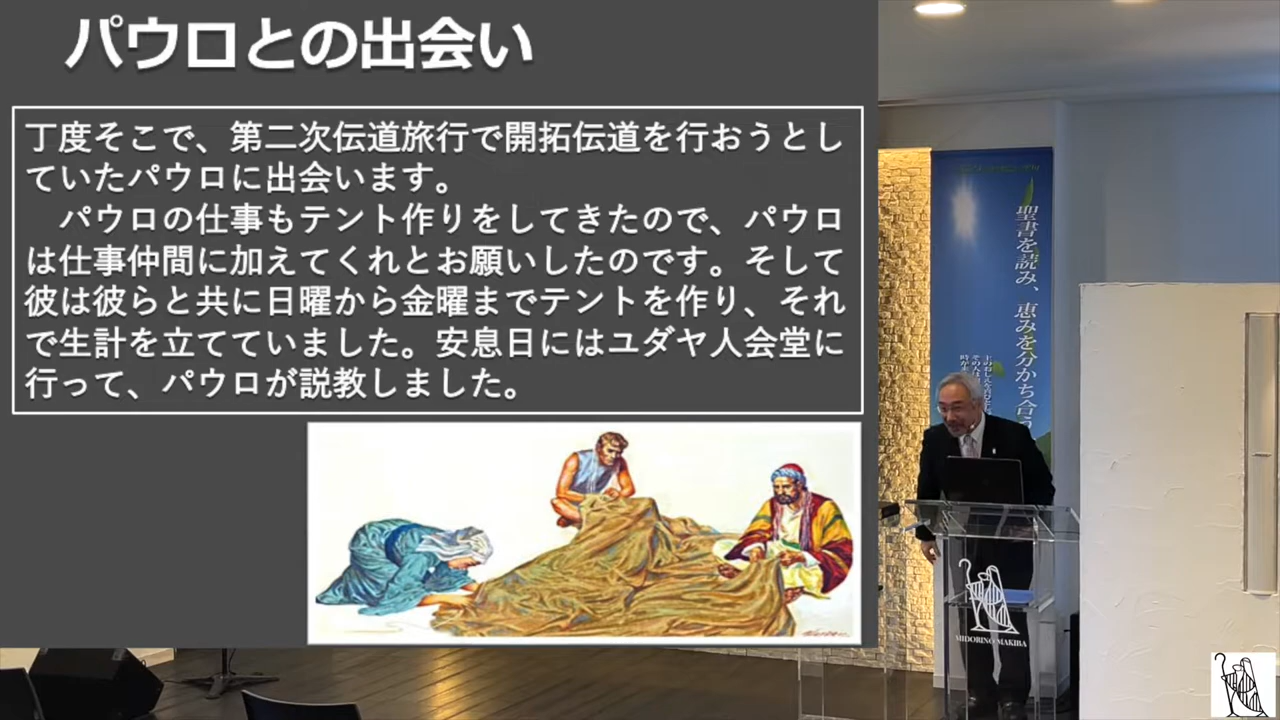 パウロとの出会い
丁度そこで、第二次伝道旅行で開拓伝道を行おうとし
ていたパウロに出会います。
　パウロの仕事もテント作りをしてきたので、パウロ
は仕事仲間に加えてくれとお願いしたのです。そして
彼は彼らと共に日曜から金曜までテントを作り、それ
で生計を立てていました。安息日にはユダヤ人会堂に
行って、パウロが説教しました。
聖書を読み、恵みを分かち合う
MIDORINO MAKIBA